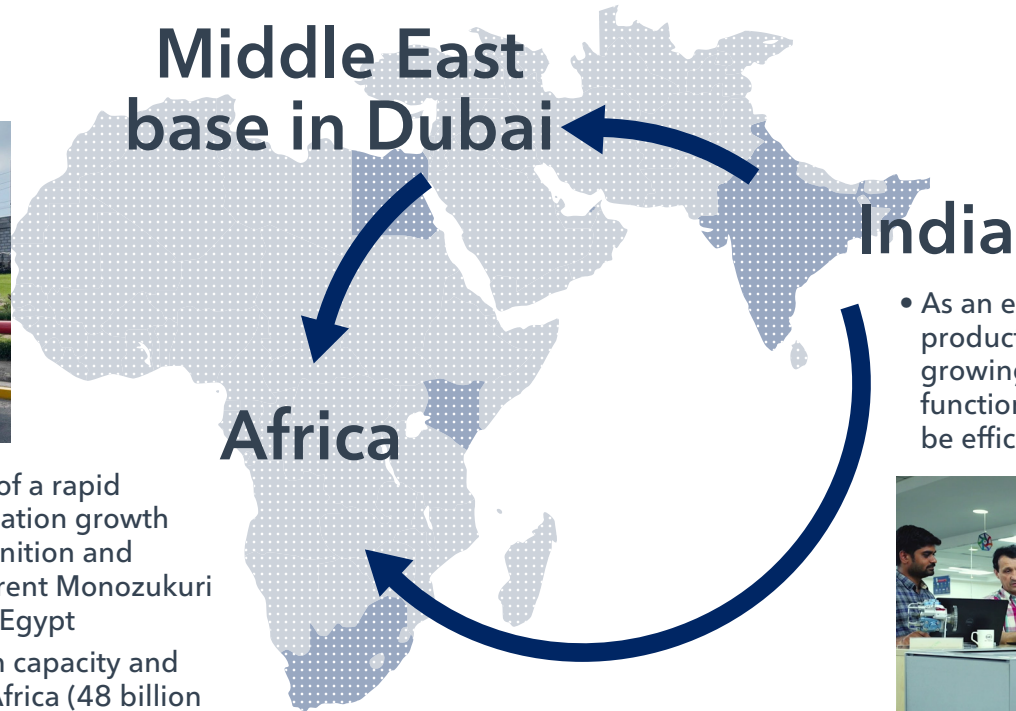 Middle East
base in Dubai
India
• As an e
product
growing
function
be effic
Africa
of a rapid
ation growth
nition and
rent Monozukuri
Egypt
n capacity and
Africa (48 billion